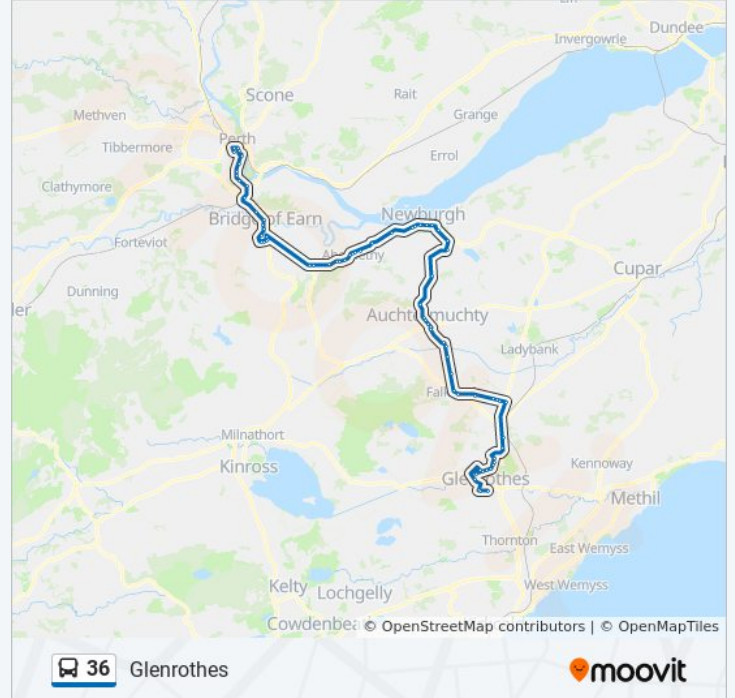 Dundee
Invergowrie
Scone
Rait
Methven
Grange
Perth
Tibbermore
Errol
Clathymore
Bridge of Earn
Newburgh
Forteviot
Cupar
Dunning
Auchtermuchty
Ladybank
Milnathort
Kinross
Kennoway
Glenrothes
Methil
Thornton
East Wemyss
Kelty
Lochgelly
West Wemyss
Cowdenbea
© OpenStreetMap contributors | © OpenMapTiles
36 Glenrothes
moovit